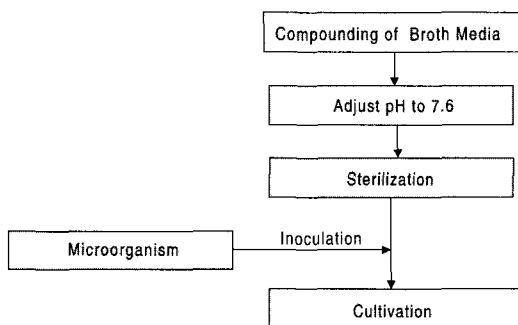 Compounding of Broth Media
Adjust pH to 7.6
Sterilization
Inoculation
Microorganism
Cultivation